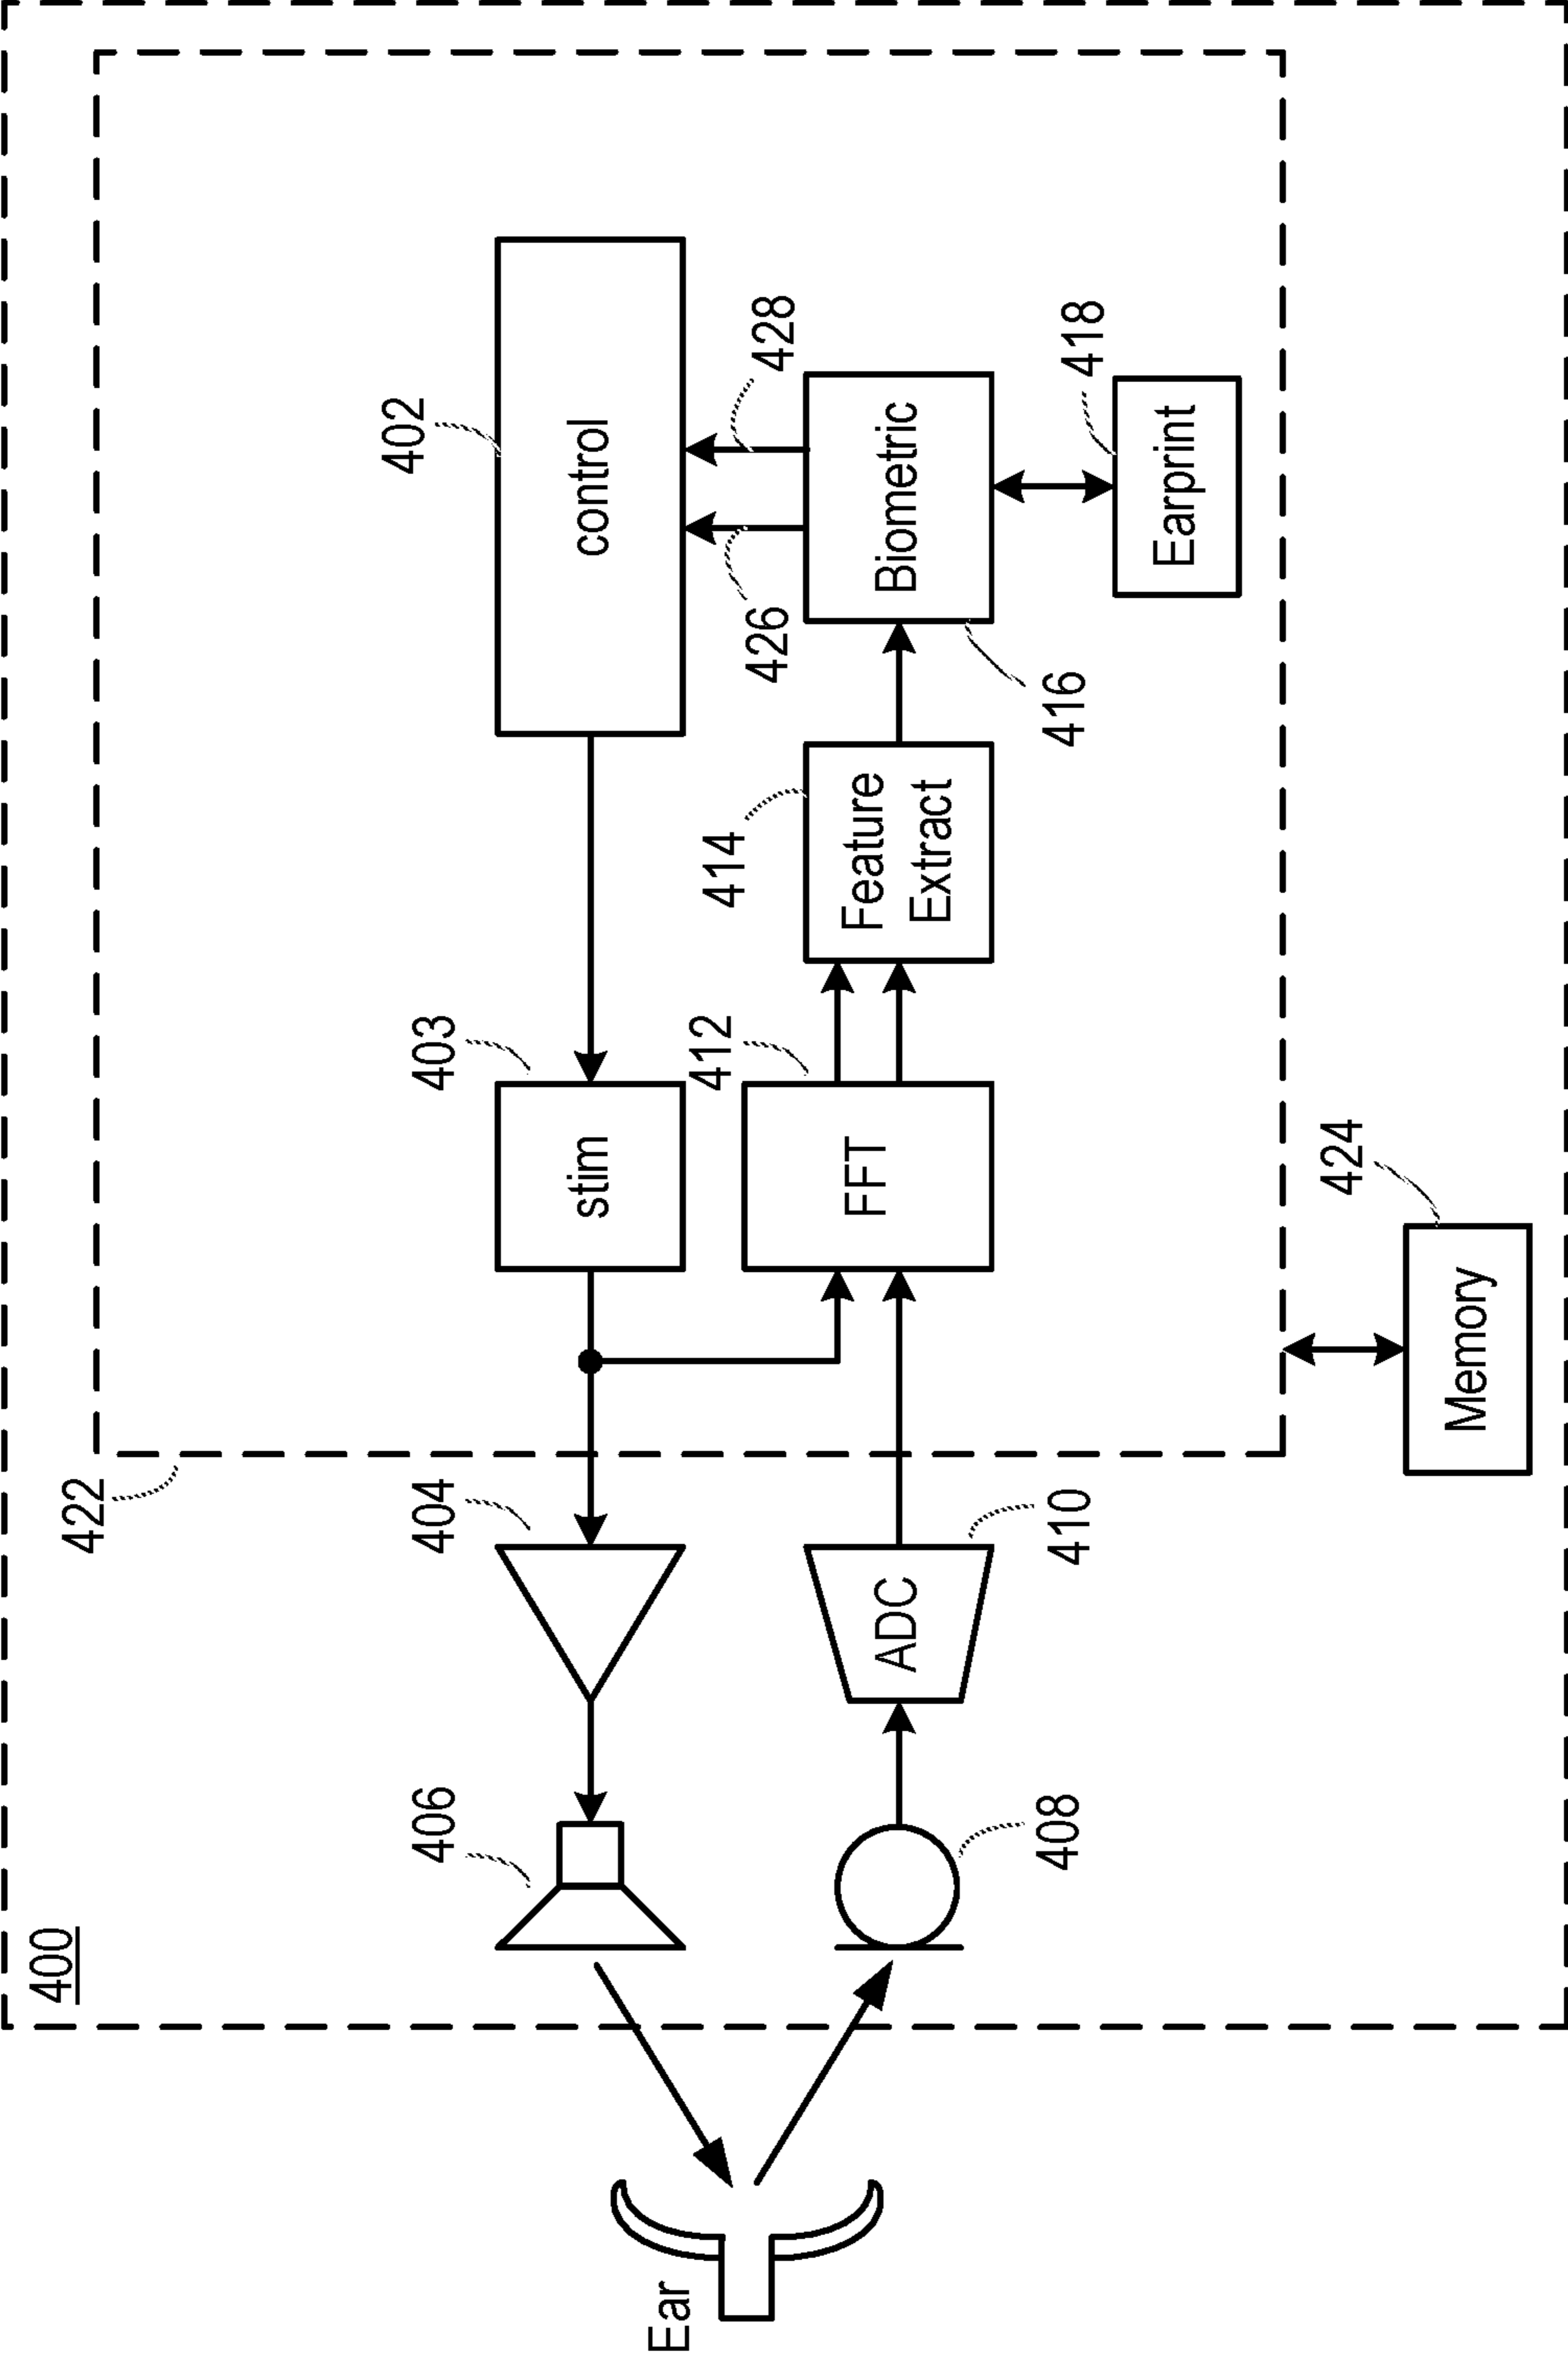 400
422
402
control
403
stim
404
406
428
426
412
FFT
414
Feature
Extract
Biometric
416
418
Earprint
ADC
410
408
Ear
424
Memory